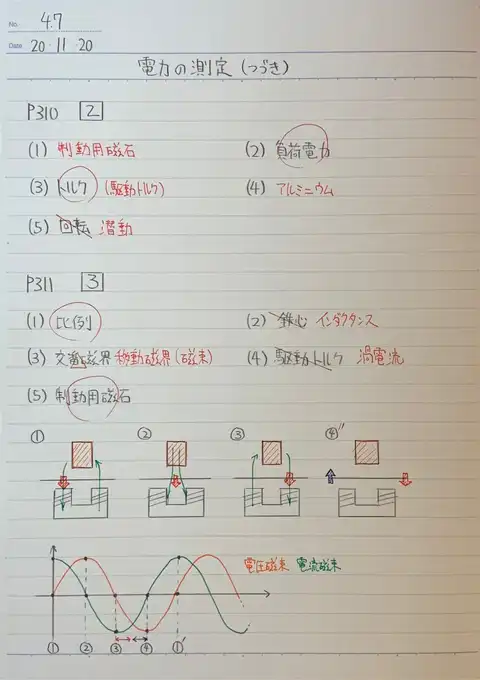 No. 47
Date 20・11・20
電力の測定(つづき)
P310 2
(1) 制動用磁石 (2) 負荷電力
(3) トルク (駆動トルク) (4) アルミニウム
(5) 回転 潜動
P311 3
(1) 比例 (2) 鉄心 インダクタンス
(3) 交番磁界 移動磁界(磁束) (4) 駆動トルク 渦電流
(5) 制動用磁石
① ② ③ ④''
電圧磁束 電流磁束
① ② ③ ④ ①'